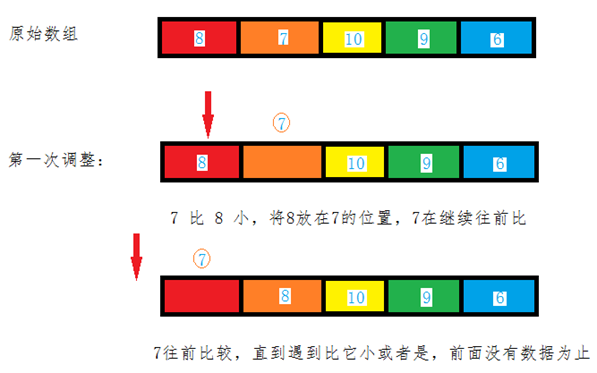 原始数组
8 7 10 9 6
7
第一次调整：
8 10 9 6
7 比 8 小，将8放在7的位置，7在继续往前比
7
8 10 9 6
7往前比较，直到遇到比它小或者是，前面没有数据为止